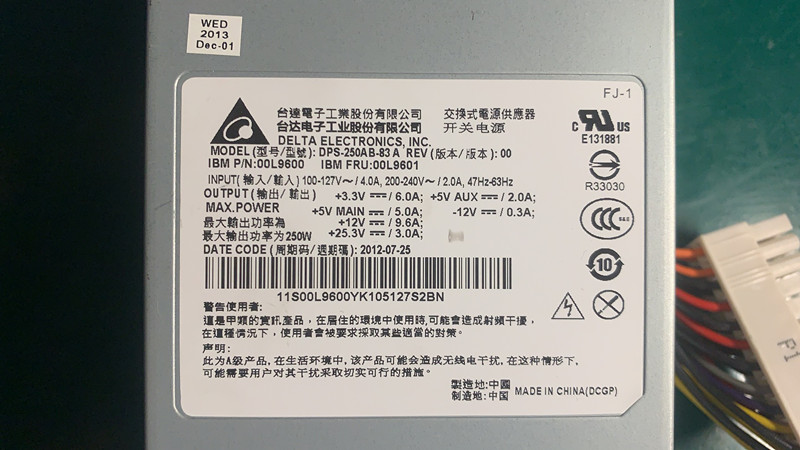 WED
2013
Dec-01
FJ-1
台達電子工業股份有限公司 交換式電源供應器
台达电子工业股份有限公司 开关电源
DELTA ELECTRONICS, INC.
MODEL (型号/型號): DPS-250AB-83 A REV (版本/版本): 00
IBM P/N:00L9600 IBM FRU:00L9601
INPUT( 输入/輸入) 100-127V～/ 4.0A, 200-240V～/ 2.0A, 47Hz-63Hz
OUTPUT (输出/輸出) +3.3V ⎓ / 6.0A; +5V AUX ⎓ / 2.0A;
MAX.POWER +5V MAIN ⎓ / 5.0A; -12V ⎓ / 0.3A;
最大輸出功率為 +12V ⎓ / 9.6A;
最大输出功率为250W +25.3V ⎓ / 3.0A;
DATE CODE (周期码/週期碼): 2012-07-25
11S00L9600YK105127S2BN
警告使用者:
這是甲類的資訊產品，在居住的環境中使用時,可能會造成射頻干擾，
在這種情況下，使用者會被要求採取某些適當的對策。
声明:
此为A级产品, 在生活环境中, 该产品可能会造成无线电干扰, 在这种情形下,
可能需要用户对其干扰采取切实可行的措施。
製造地: 中國
制造地: 中国 MADE IN CHINA(DCGP)
c UR US
E131881
R33030
CCC
S&E
10